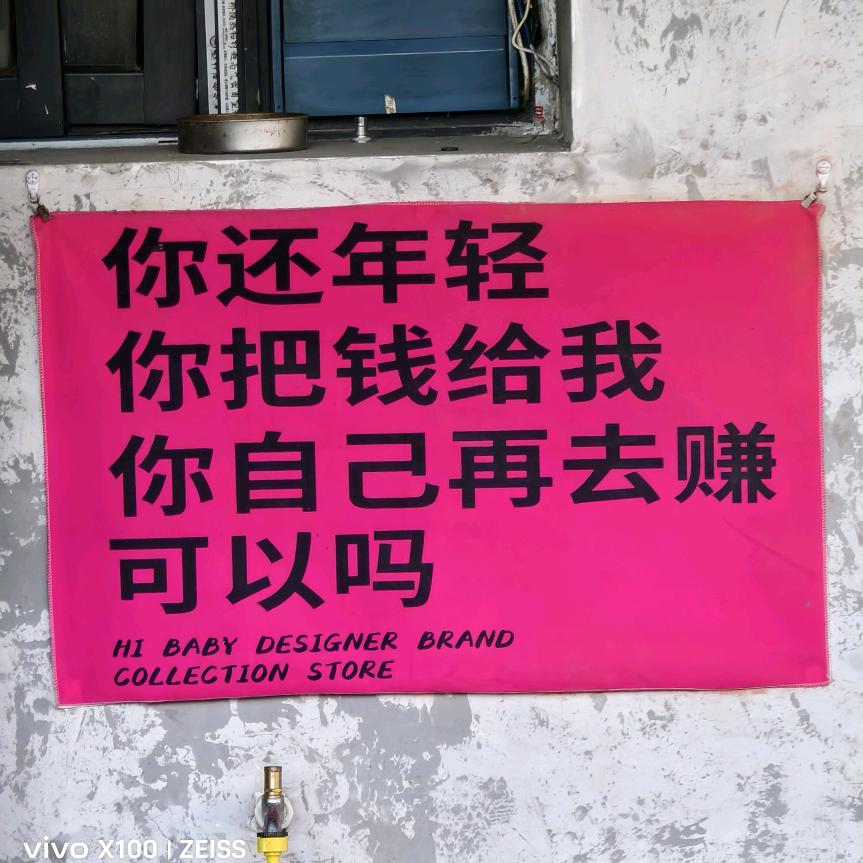 你还年轻
你把钱给我
你自己再去赚
可以吗
HI BABY DESIGNER BRAND
COLLECTION STORE
vivo X100 | ZEISS